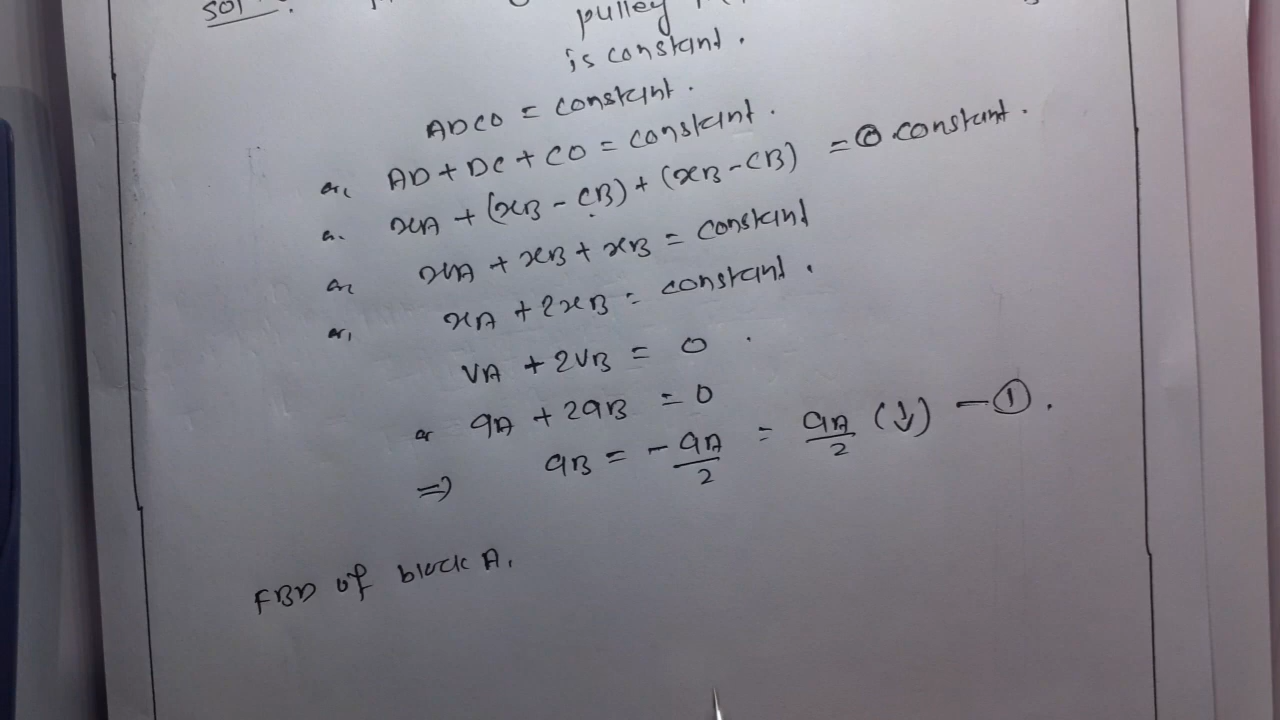 Sol
pulley
is constant.
ADCO = constant.
or, AD + DC + CO = constant.
or xA + (xB - CB) + (xB - CB) = constant.
or xA + xB + xB = constant
or, xA + 2xB = constant.
VA + 2VB = 0
or aA + 2aB = 0
⇒ aB = -aA/2 = aA/2 (↓) - ①.
FBD of block A.